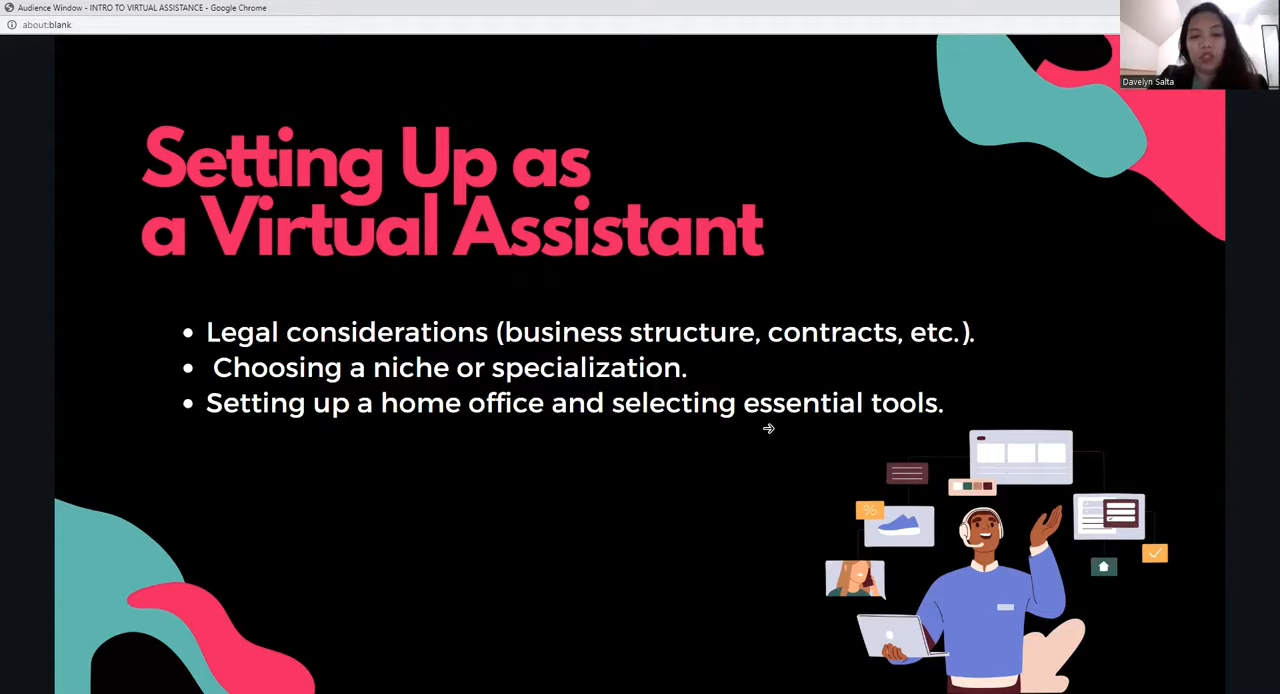 Audience Window - INTRO TO VIRTUAL ASSISTANCE - Google Chrome
about:blank
Davelyn Salta
Setting Up as
a Virtual Assistant
• Legal considerations (business structure, contracts, etc.).
• Choosing a niche or specialization.
• Setting up a home office and selecting essential tools.
%